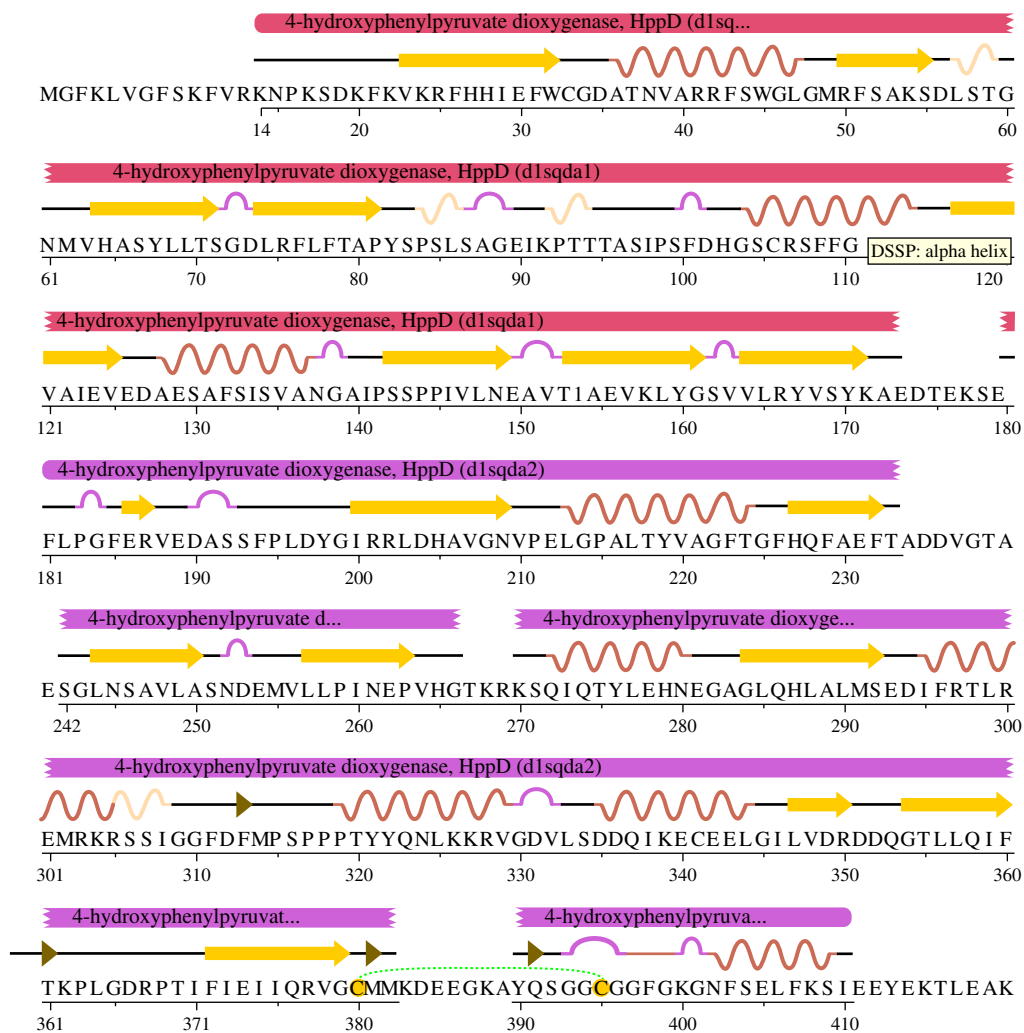 4-hydroxyphenylpyruvate dioxygenase, HppD (d1sq...
MGFKLVGFSKFVRKNPKSDKFKVKRFHHIEFWCGDATNVARRFSWGLGMRFSAKSDLSTG
14 20 30 40 50 60
4-hydroxyphenylpyruvate dioxygenase, HppD (d1sqda1)
NMVHASYLLTSGDLRFLFTAPYSPSLSAGEIKPTTTASIPSFDHGSCRSFFG DSSP: alpha helix
61 70 80 90 100 110 120
4-hydroxyphenylpyruvate dioxygenase, HppD (d1sqda1)
VAIEVEDAESAFSISVANGAIPSSPPIVLNEAVT1AEVKLYGSVVLRYVSYKAEDTEKSE
121 130 140 150 160 170 180
4-hydroxyphenylpyruvate dioxygenase, HppD (d1sqda2)
FLPGFERVEDASSFPLDYGIRRLDHAVGNVPELGPALTYVAGFTGFHQFAEFTADDVGTA
181 190 200 210 220 230
4-hydroxyphenylpyruvate d... 4-hydroxyphenylpyruvate dioxyge...
ESGLNSAVLASNDEMVLLPINEPVHGTKRKSQIQTYLEHNEGAGLQHLALMSEDIFRTLR
242 250 260 270 280 290 300
4-hydroxyphenylpyruvate dioxygenase, HppD (d1sqda2)
EMRKRSSIGGFDFMPSPPPTYYQNLKKRVGDVLSDDQIKECEELGILVDRDDQGTLLQIF
301 310 320 330 340 350 360
4-hydroxyphenylpyruvat... 4-hydroxyphenylpyruva...
TKPLGDRPTIFIEIIQRVGCMMKDEEGKAYQSGGCGGFGKGNFSELFKSIEEYEKTLEAK
361 371 380 390 400 410